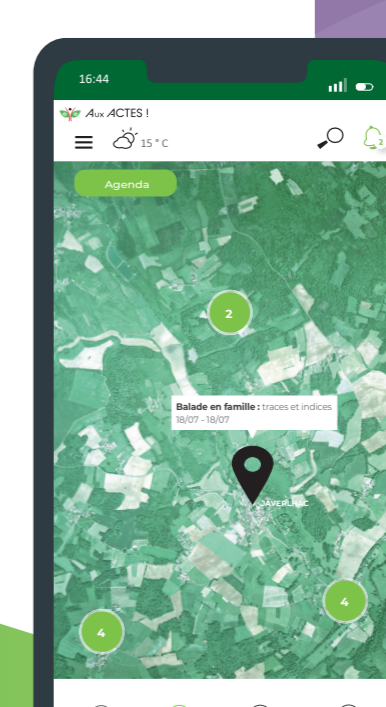 16:44
Aux ACTES !
15 ° C
2
Agenda
2
Balade en famille : traces et indices
18/07 - 18/07
JAVERLHAC
4
4